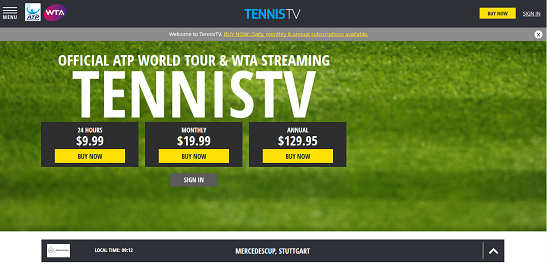 MENU
ATP
WTA
TENNISTV
BUY NOW
SIGN IN
Welcome to TennisTV. BUY NOW: Daily, monthly & annual subscriptions available.
OFFICIAL ATP WORLD TOUR & WTA STREAMING
TENNISTV
24 HOURS
$9.99
BUY NOW
MONTHLY
$19.99
BUY NOW
ANNUAL
$129.95
BUY NOW
SIGN IN
LOCAL TIME: 09:12
MERCEDESCUP, STUTTGART